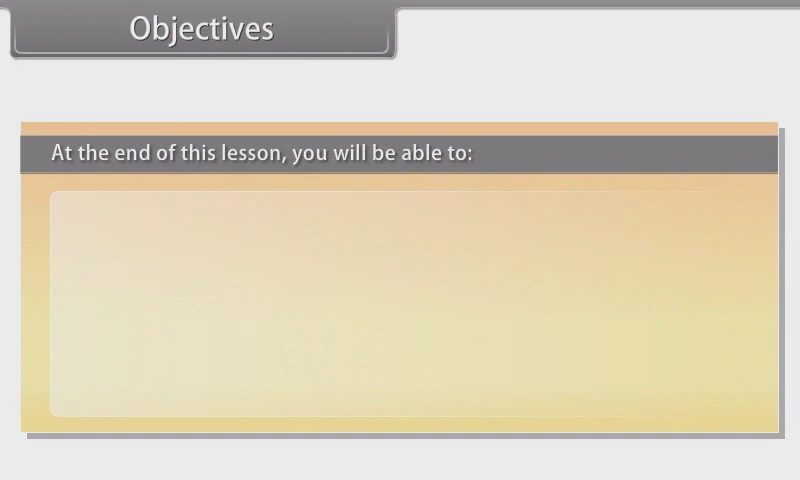 Objectives
At the end of this lesson, you will be able to: